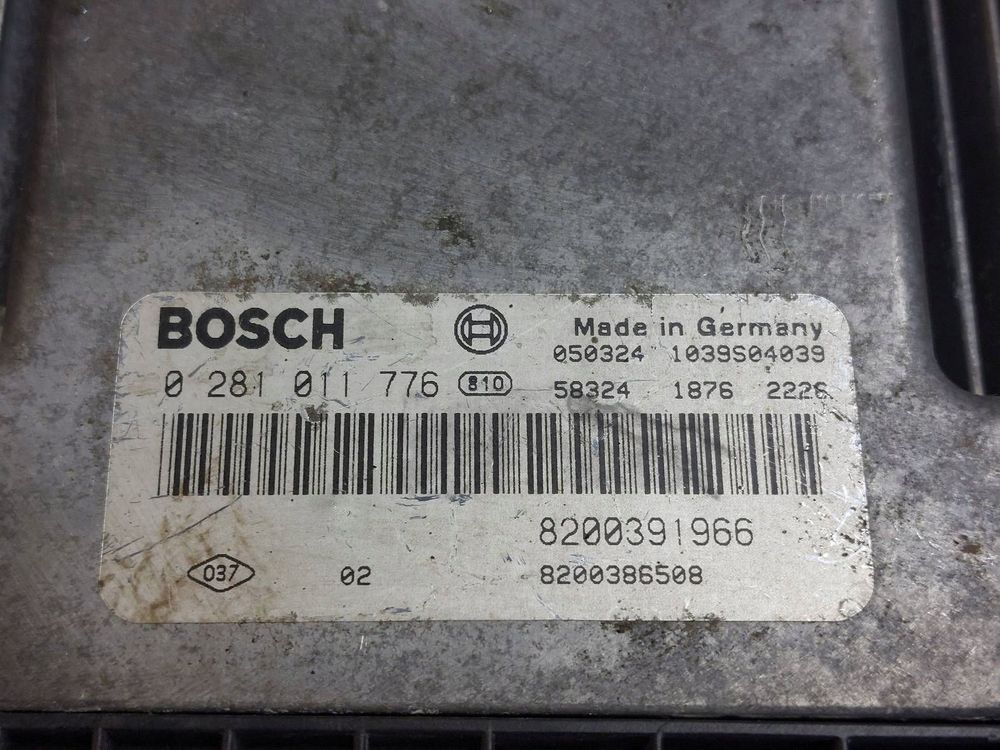 BOSCH
Made in Germany
050324 1039S04039
0 281 011 776 810
58324 1876 2226
8200391966
037 02 8200386508